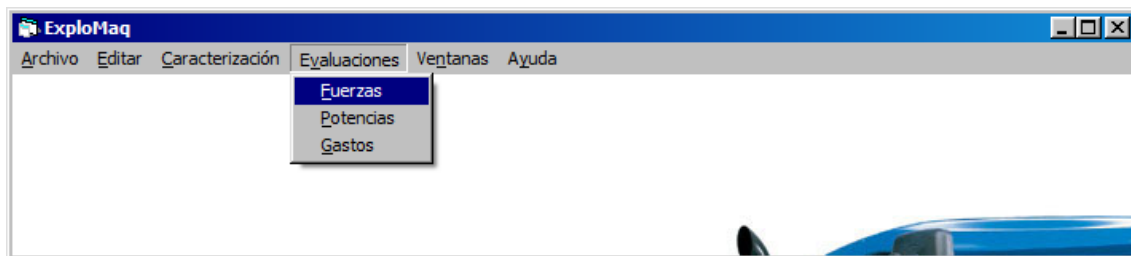 ExploMaq
Archivo Editar Caracterización Evaluaciones Ventanas Ayuda
Fuerzas
Potencias
Gastos